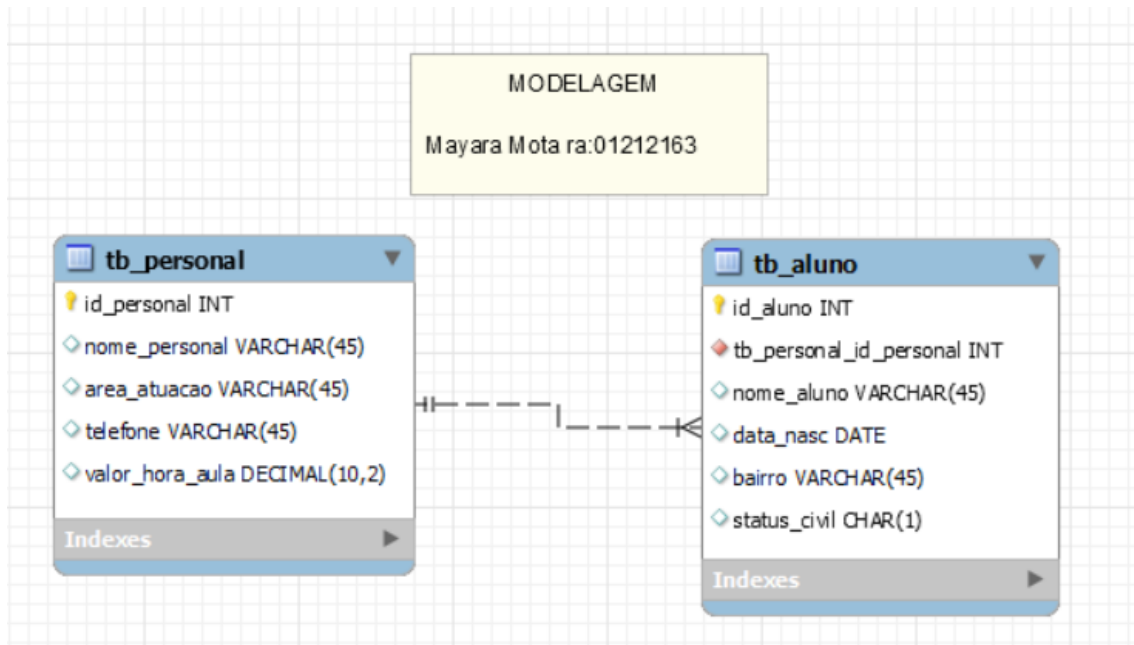 MODELAGEM
Mayara Mota ra:01212163
tb_personal
id_personal INT
nome_personal VARCHAR(45)
area_atuacao VARCHAR(45)
telefone VARCHAR(45)
valor_hora_aula DECIMAL(10,2)
Indexes
tb_aluno
id_aluno INT
tb_personal_id_personal INT
nome_aluno VARCHAR(45)
data_nasc DATE
bairro VARCHAR(45)
status_civil CHAR(1)
Indexes